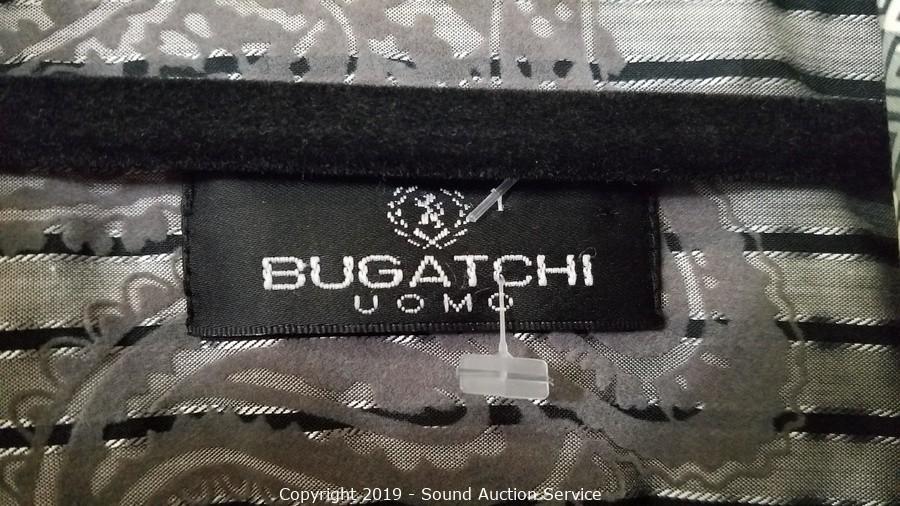 BUGATCHI
UOMO
Copyright 2019 - Sound Auction Service